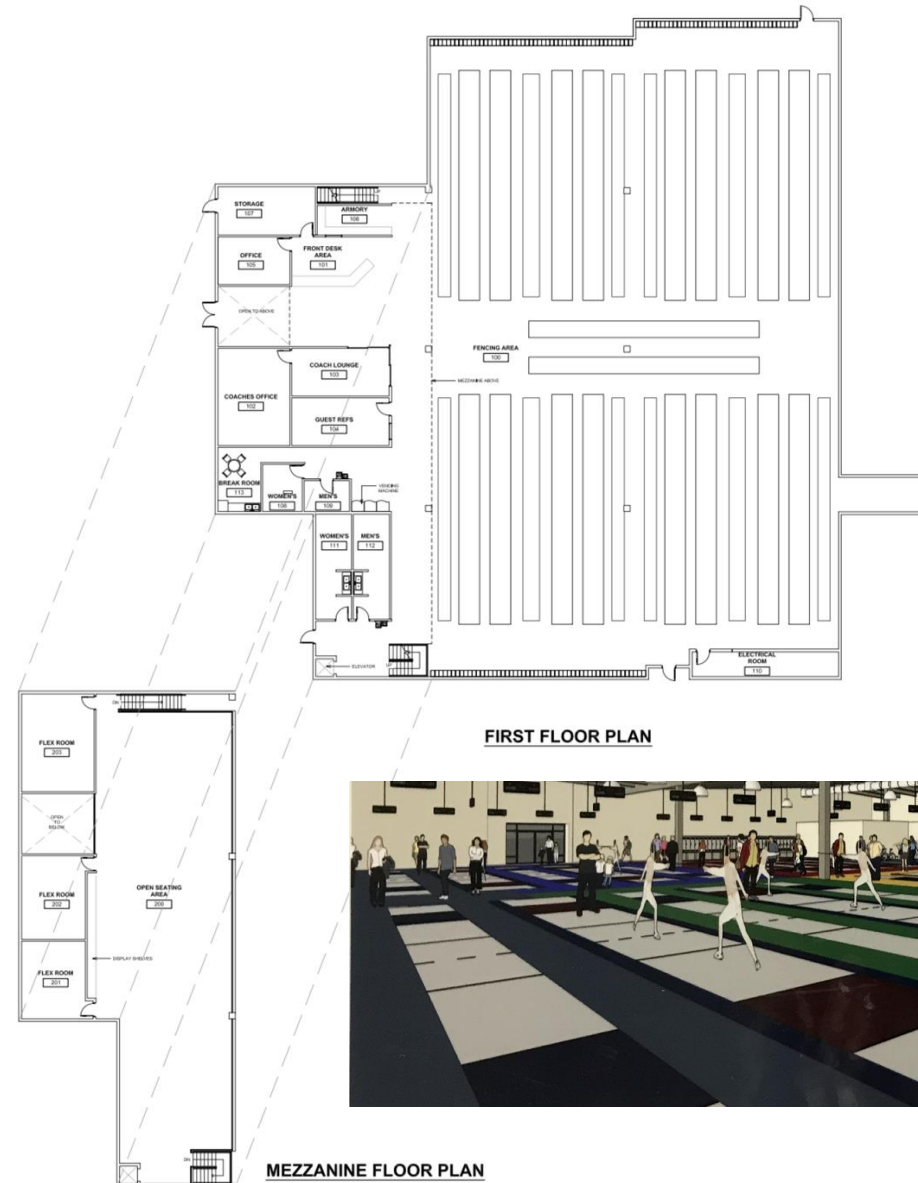 STORAGE
107
ARMORY
106
OFFICE
105
FRONT DESK
AREA
101
OPEN TO ABOVE
FENCING AREA
100
COACH LOUNGE
103
MEZZANINE ABOVE
COACHES OFFICE
102
GUEST REFS
104
BREAK ROOM
113
WOMEN'S
108
MEN'S
109
VENDING
MACHINE
WOMEN'S
111
MEN'S
112
ELEVATOR
UP
ELECTRICAL
ROOM
110
FIRST FLOOR PLAN
DN
FLEX ROOM
203
OPEN
TO
BELOW
FLEX ROOM
202
OPEN SEATING
AREA
200
DISPLAY SHELVES
FLEX ROOM
201
DN
MEZZANINE FLOOR PLAN